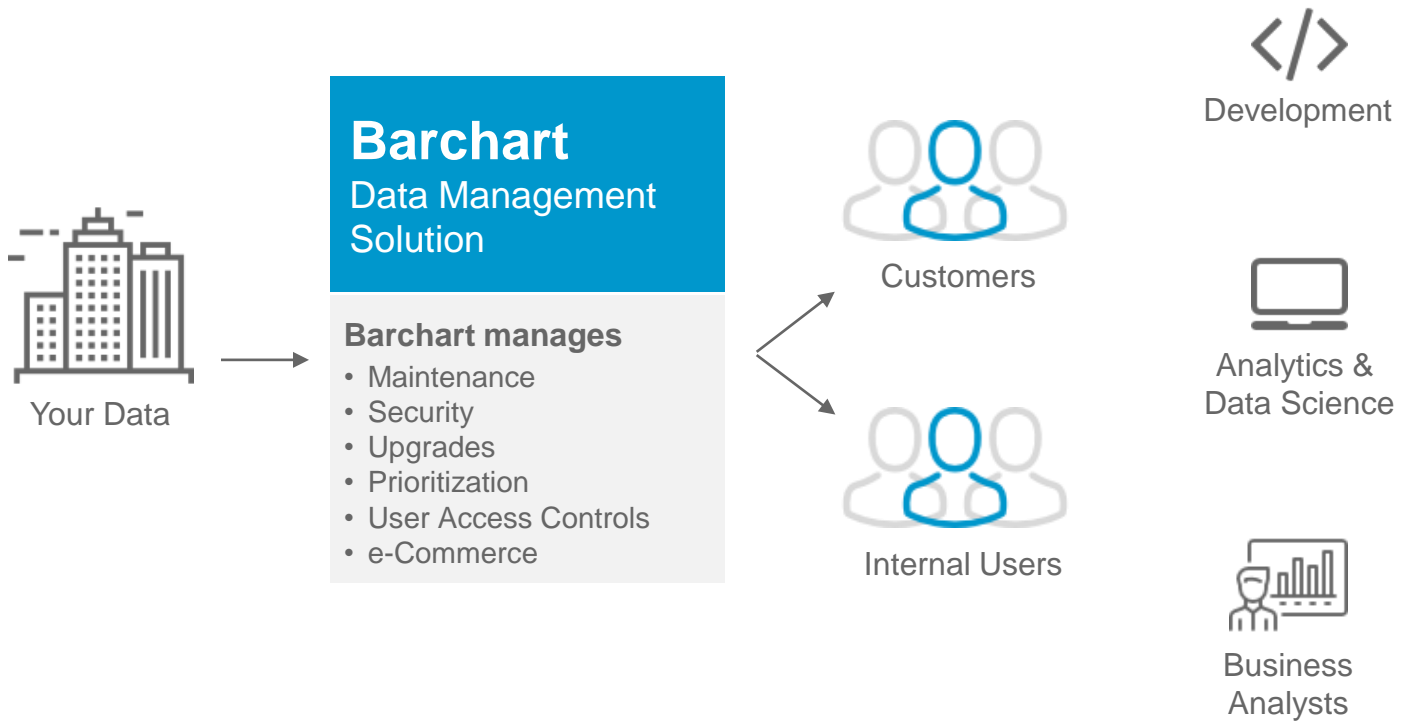 Your Data
Barchart
Data Management
Solution
Barchart manages
• Maintenance
• Security
• Upgrades
• Prioritization
• User Access Controls
• e-Commerce
Customers
Internal Users
Development
Analytics &
Data Science
Business
Analysts